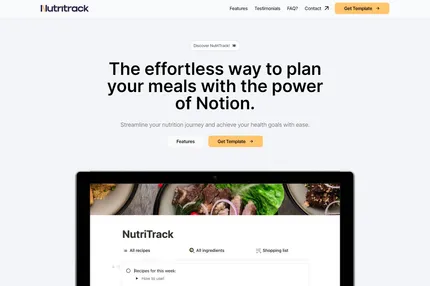 Nutritrack
Features Testimonials FAQ? Contact Get Template
Discover NutriTrack!
The effortless way to plan
your meals with the power
of Notion.
Streamline your nutrition journey and achieve your health goals with ease.
Features Get Template
NutriTrack
All recipes All ingredients Shopping list
Recipes for this week:
How to use?